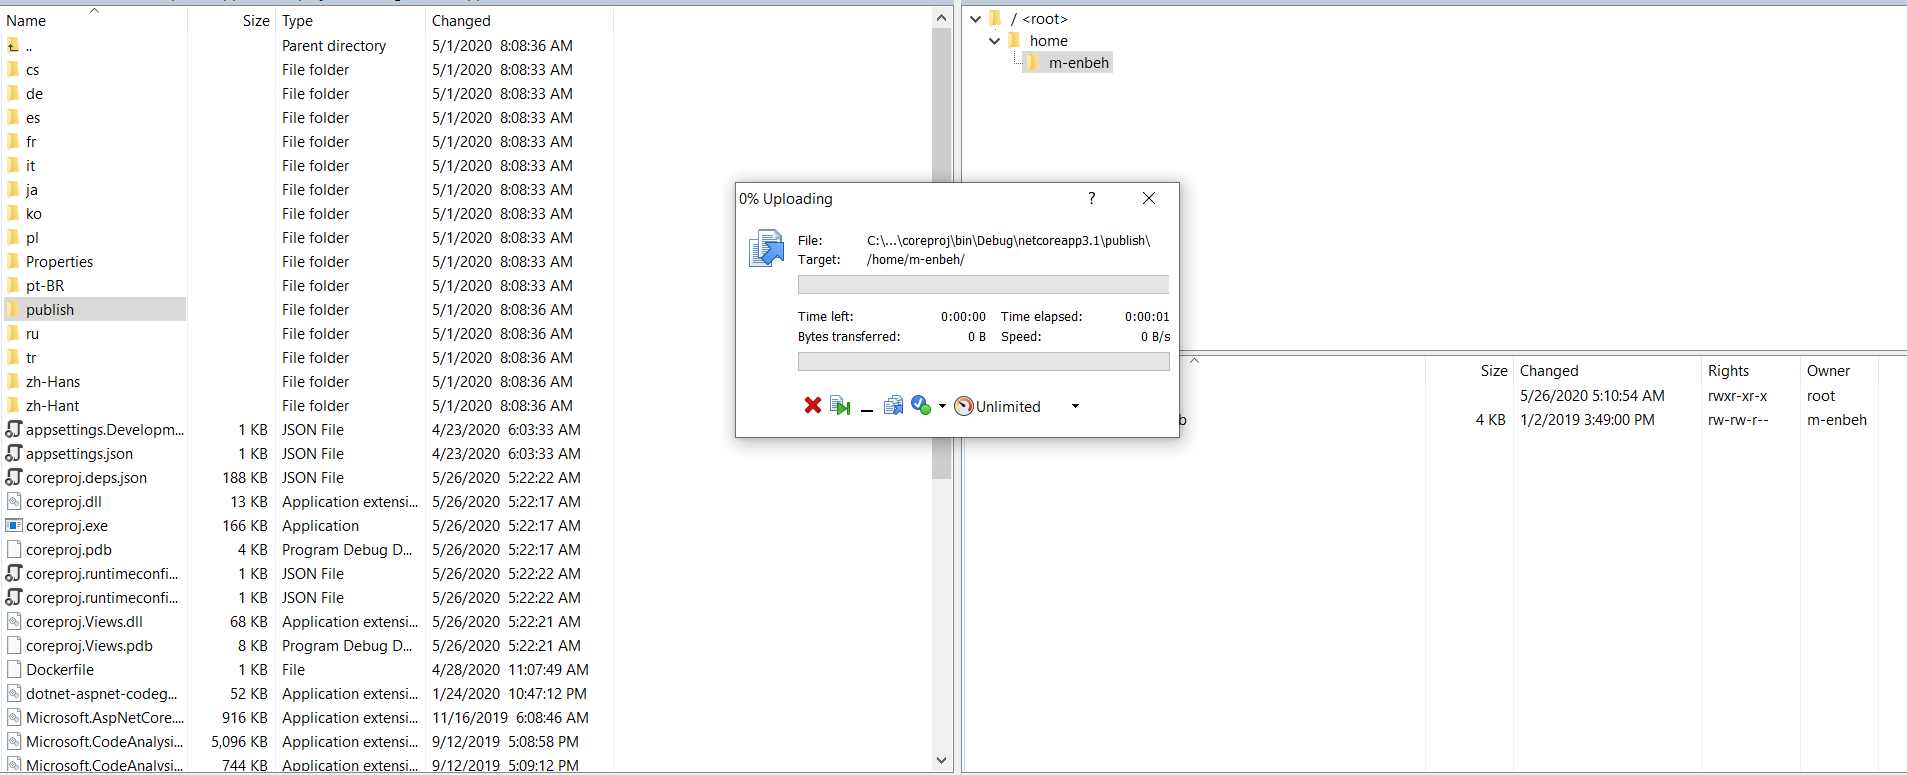 Name Size Type Changed
.. Parent directory 5/1/2020 8:08:36 AM
cs File folder 5/1/2020 8:08:33 AM
de File folder 5/1/2020 8:08:33 AM
es File folder 5/1/2020 8:08:33 AM
fr File folder 5/1/2020 8:08:33 AM
it File folder 5/1/2020 8:08:33 AM
ja File folder 5/1/2020 8:08:33 AM
ko File folder 5/1/2020 8:08:33 AM
pl File folder 5/1/2020 8:08:33 AM
Properties File folder 5/1/2020 8:08:36 AM
pt-BR File folder 5/1/2020 8:08:36 AM
publish File folder 5/1/2020 8:08:36 AM
ru File folder 5/1/2020 8:08:36 AM
tr File folder 5/1/2020 8:08:36 AM
zh-Hans File folder 5/1/2020 8:08:36 AM
zh-Hant File folder 5/1/2020 8:08:36 AM
appsettings.Developm... 1 KB JSON File 4/23/2020 6:03:33 AM
appsettings.json 1 KB JSON File 4/23/2020 6:03:33 AM
coreproj.deps.json 188 KB JSON File 5/26/2020 5:22:22 AM
coreproj.dll 13 KB Application extensi... 5/26/2020 5:22:17 AM
coreproj.exe 166 KB Application 5/26/2020 5:22:17 AM
coreproj.pdb 4 KB Program Debug D... 5/26/2020 5:22:17 AM
coreproj.runtimeconfi... 1 KB JSON File 5/26/2020 5:22:22 AM
coreproj.runtimeconfi... 1 KB JSON File 5/26/2020 5:22:22 AM
coreproj.Views.dll 68 KB Application extensi... 5/26/2020 5:22:21 AM
coreproj.Views.pdb 8 KB Program Debug D... 5/26/2020 5:22:21 AM
Dockerfile 1 KB File 4/28/2020 11:07:49 AM
dotnet-aspnet-codeg... 52 KB Application extensi... 1/24/2020 10:47:12 PM
Microsoft.AspNetCore.... 916 KB Application extensi... 11/16/2019 6:08:46 AM
Microsoft.CodeAnalysi... 5,096 KB Application extensi... 9/12/2019 5:08:58 PM
Microsoft.CodeAnalysi... 744 KB Application extensi... 9/12/2019 5:09:12 PM
/ <root>
home
m-enbeh
0% Uploading ?
File: C:\...\coreproj\bin\Debug\netcoreapp3.1\publish\
Target: /home/m-enbeh/
Time left: 0:00:00 Time elapsed: 0:00:01
Bytes transferred: 0 B Speed: 0 B/s
Unlimited
Size Changed Rights Owner
5/26/2020 5:10:54 AM rwxr-xr-x root
b 4 KB 1/2/2019 3:49:00 PM rw-rw-r-- m-enbeh